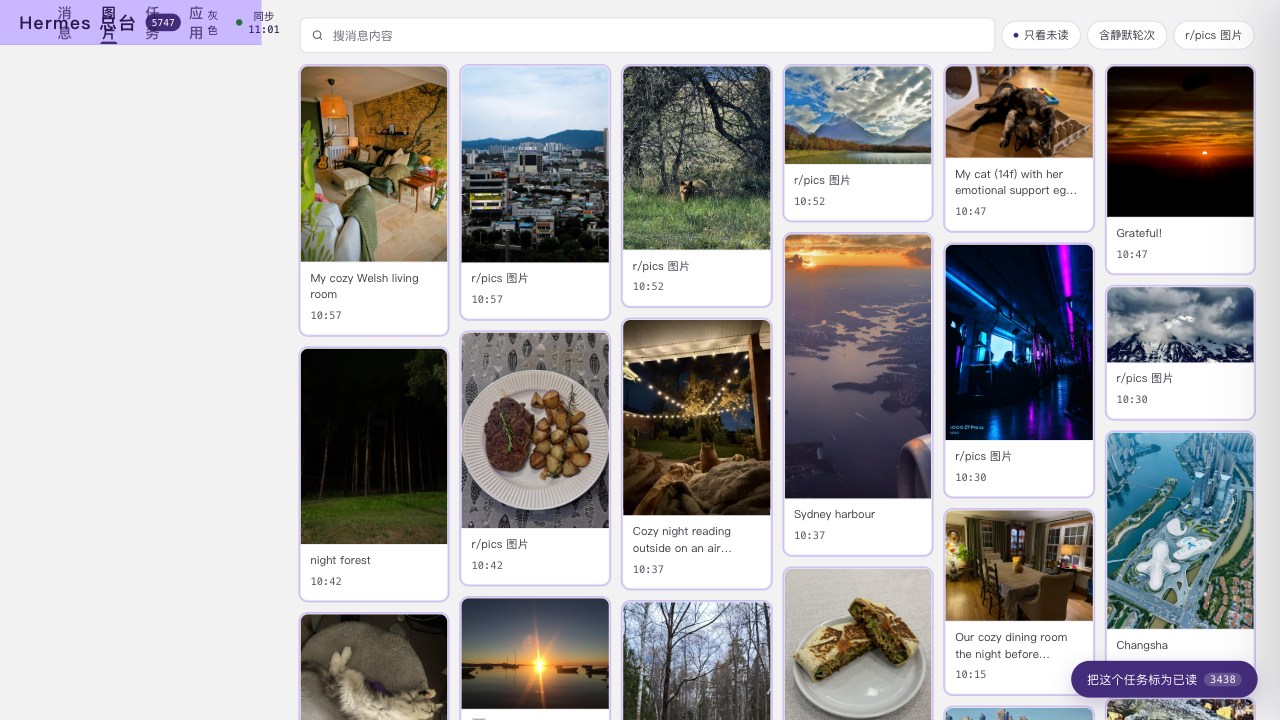 Hermes 总台 5747
消息
图片
任务
应用
灰色
同步
11:01
搜消息内容
只看未读
含静默轮次
r/pics 图片
My cozy Welsh living
room
10:57
r/pics 图片
10:57
r/pics 图片
10:52
r/pics 图片
10:52
My cat (14f) with her
emotional support eg…
10:47
Grateful!
10:47
night forest
10:42
r/pics 图片
10:42
Cozy night reading
outside on an air…
10:37
Sydney harbour
10:37
r/pics 图片
10:30
r/pics 图片
10:30
Our cozy dining room
the night before…
10:15
Changsha
把这个任务标为已读 3438